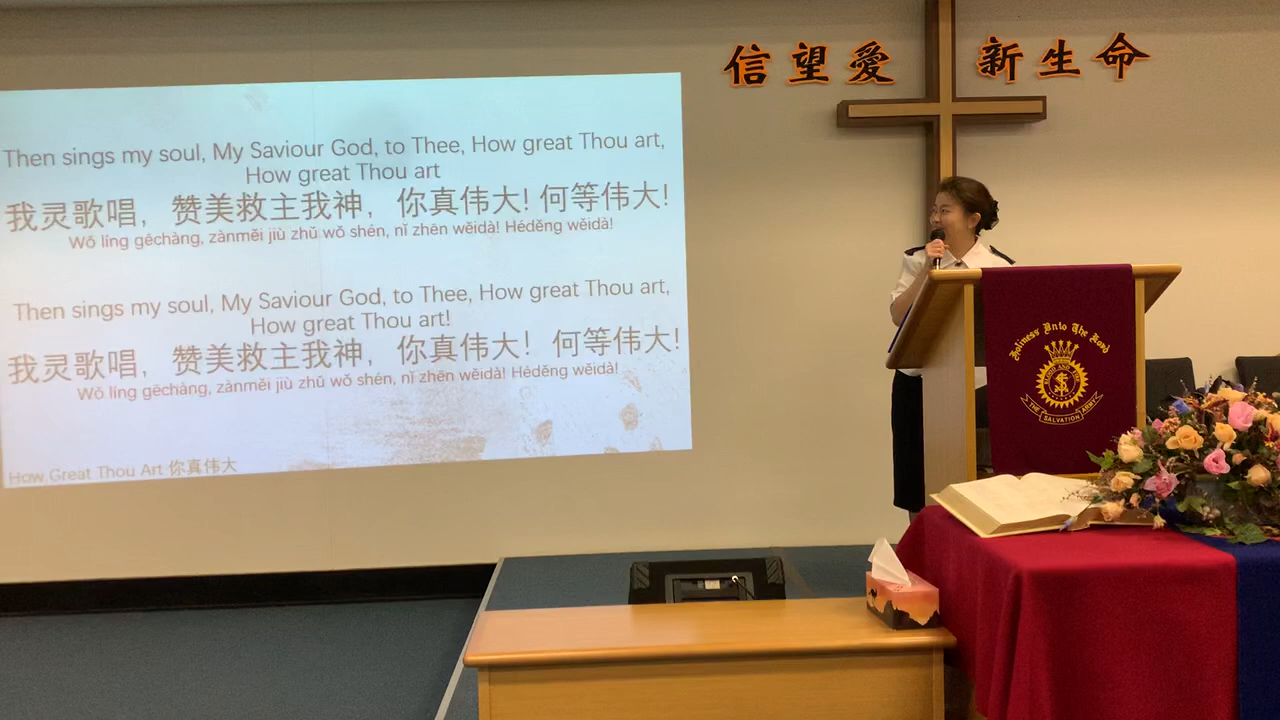 Then sings my soul, My Saviour God, to Thee, How great Thou art,
How great Thou art
我灵歌唱，赞美救主我神，你真伟大! 何等伟大!
Wǒ líng gēchàng, zànměi jiù zhǔ wǒ shén, nǐ zhēn wěidà! Héděng wěidà!
Then sings my soul, My Saviour God, to Thee, How great Thou art,
How great Thou art!
我灵歌唱，赞美救主我神，你真伟大! 何等伟大!
Wǒ líng gēchàng, zànměi jiù zhǔ wǒ shén, nǐ zhēn wěidà! Héděng wěidà!
How Great Thou Art 你真伟大
信望愛 新生命
Holiness Unto The Lord
BLOOD AND FIRE
THE SALVATION ARMY